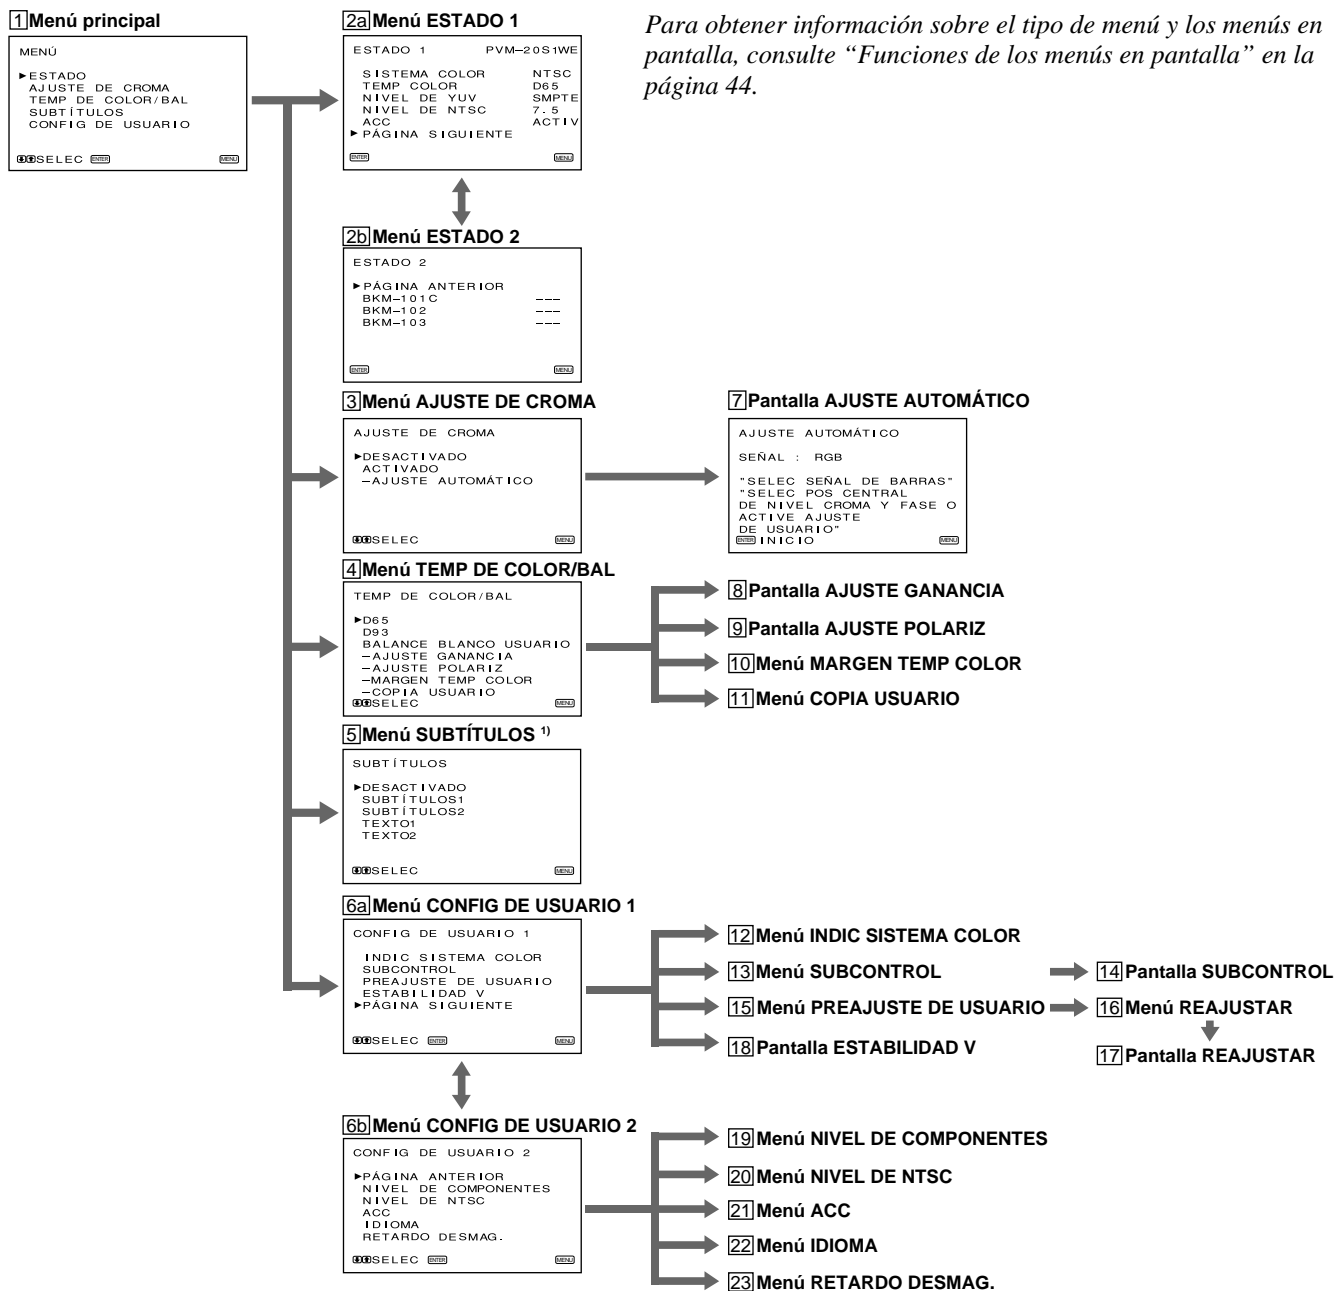 1 Menú principal
MENÚ
►ESTADO
AJUSTE DE CROMA
TEMP DE COLOR/BAL
SUBTÍTULOS
CONFIG DE USUARIO
SELEC ENTER MENU
2a Menú ESTADO 1
ESTADO 1 PVM–20S1WE
SISTEMA COLOR NTSC
TEMP COLOR D65
NIVEL DE YUV SMPTE
NIVEL DE NTSC 7.5
ACC ACTIV
►PÁGINA SIGUIENTE
ENTER MENU
Para obtener información sobre el tipo de menú y los menús en
pantalla, consulte “Funciones de los menús en pantalla” en la
página 44.
2b Menú ESTADO 2
ESTADO 2
►PÁGINA ANTERIOR
BKM–101C –––
BKM–102 –––
BKM–103 –––
ENTER MENU
3 Menú AJUSTE DE CROMA
AJUSTE DE CROMA
►DESACTIVADO
ACTIVADO
–AJUSTE AUTOMÁTICO
SELEC MENU
7 Pantalla AJUSTE AUTOMÁTICO
AJUSTE AUTOMÁTICO
SEÑAL : RGB
"SELEC SEÑAL DE BARRAS"
"SELEC POS CENTRAL
DE NIVEL CROMA Y FASE O
ACTIVE AJUSTE
DE USUARIO"
ENTER INICIO MENU
4 Menú TEMP DE COLOR/BAL
TEMP DE COLOR/BAL
►D65
D93
BALANCE BLANCO USUARIO
–AJUSTE GANANCIA
–AJUSTE POLARIZ
–MARGEN TEMP COLOR
–COPIA USUARIO
SELEC MENU
8 Pantalla AJUSTE GANANCIA
9 Pantalla AJUSTE POLARIZ
10 Menú MARGEN TEMP COLOR
11 Menú COPIA USUARIO
5 Menú SUBTÍTULOS 1)
SUBTÍTULOS
►DESACTIVADO
SUBTÍTULOS1
SUBTÍTULOS2
TEXTO1
TEXTO2
SELEC MENU
6a Menú CONFIG DE USUARIO 1
CONFIG DE USUARIO 1
INDIC SISTEMA COLOR
SUBCONTROL
PREAJUSTE DE USUARIO
ESTABILIDAD V
►PÁGINA SIGUIENTE
SELEC ENTER MENU
12 Menú INDIC SISTEMA COLOR
13 Menú SUBCONTROL
14 Pantalla SUBCONTROL
15 Menú PREAJUSTE DE USUARIO
16 Menú REAJUSTAR
18 Pantalla ESTABILIDAD V
17 Pantalla REAJUSTAR
6b Menú CONFIG DE USUARIO 2
CONFIG DE USUARIO 2
►PÁGINA ANTERIOR
NIVEL DE COMPONENTES
NIVEL DE NTSC
ACC
IDIOMA
RETARDO DESMAG.
SELEC ENTER MENU
19 Menú NIVEL DE COMPONENTES
20 Menú NIVEL DE NTSC
21 Menú ACC
22 Menú IDIOMA
23 Menú RETARDO DESMAG.